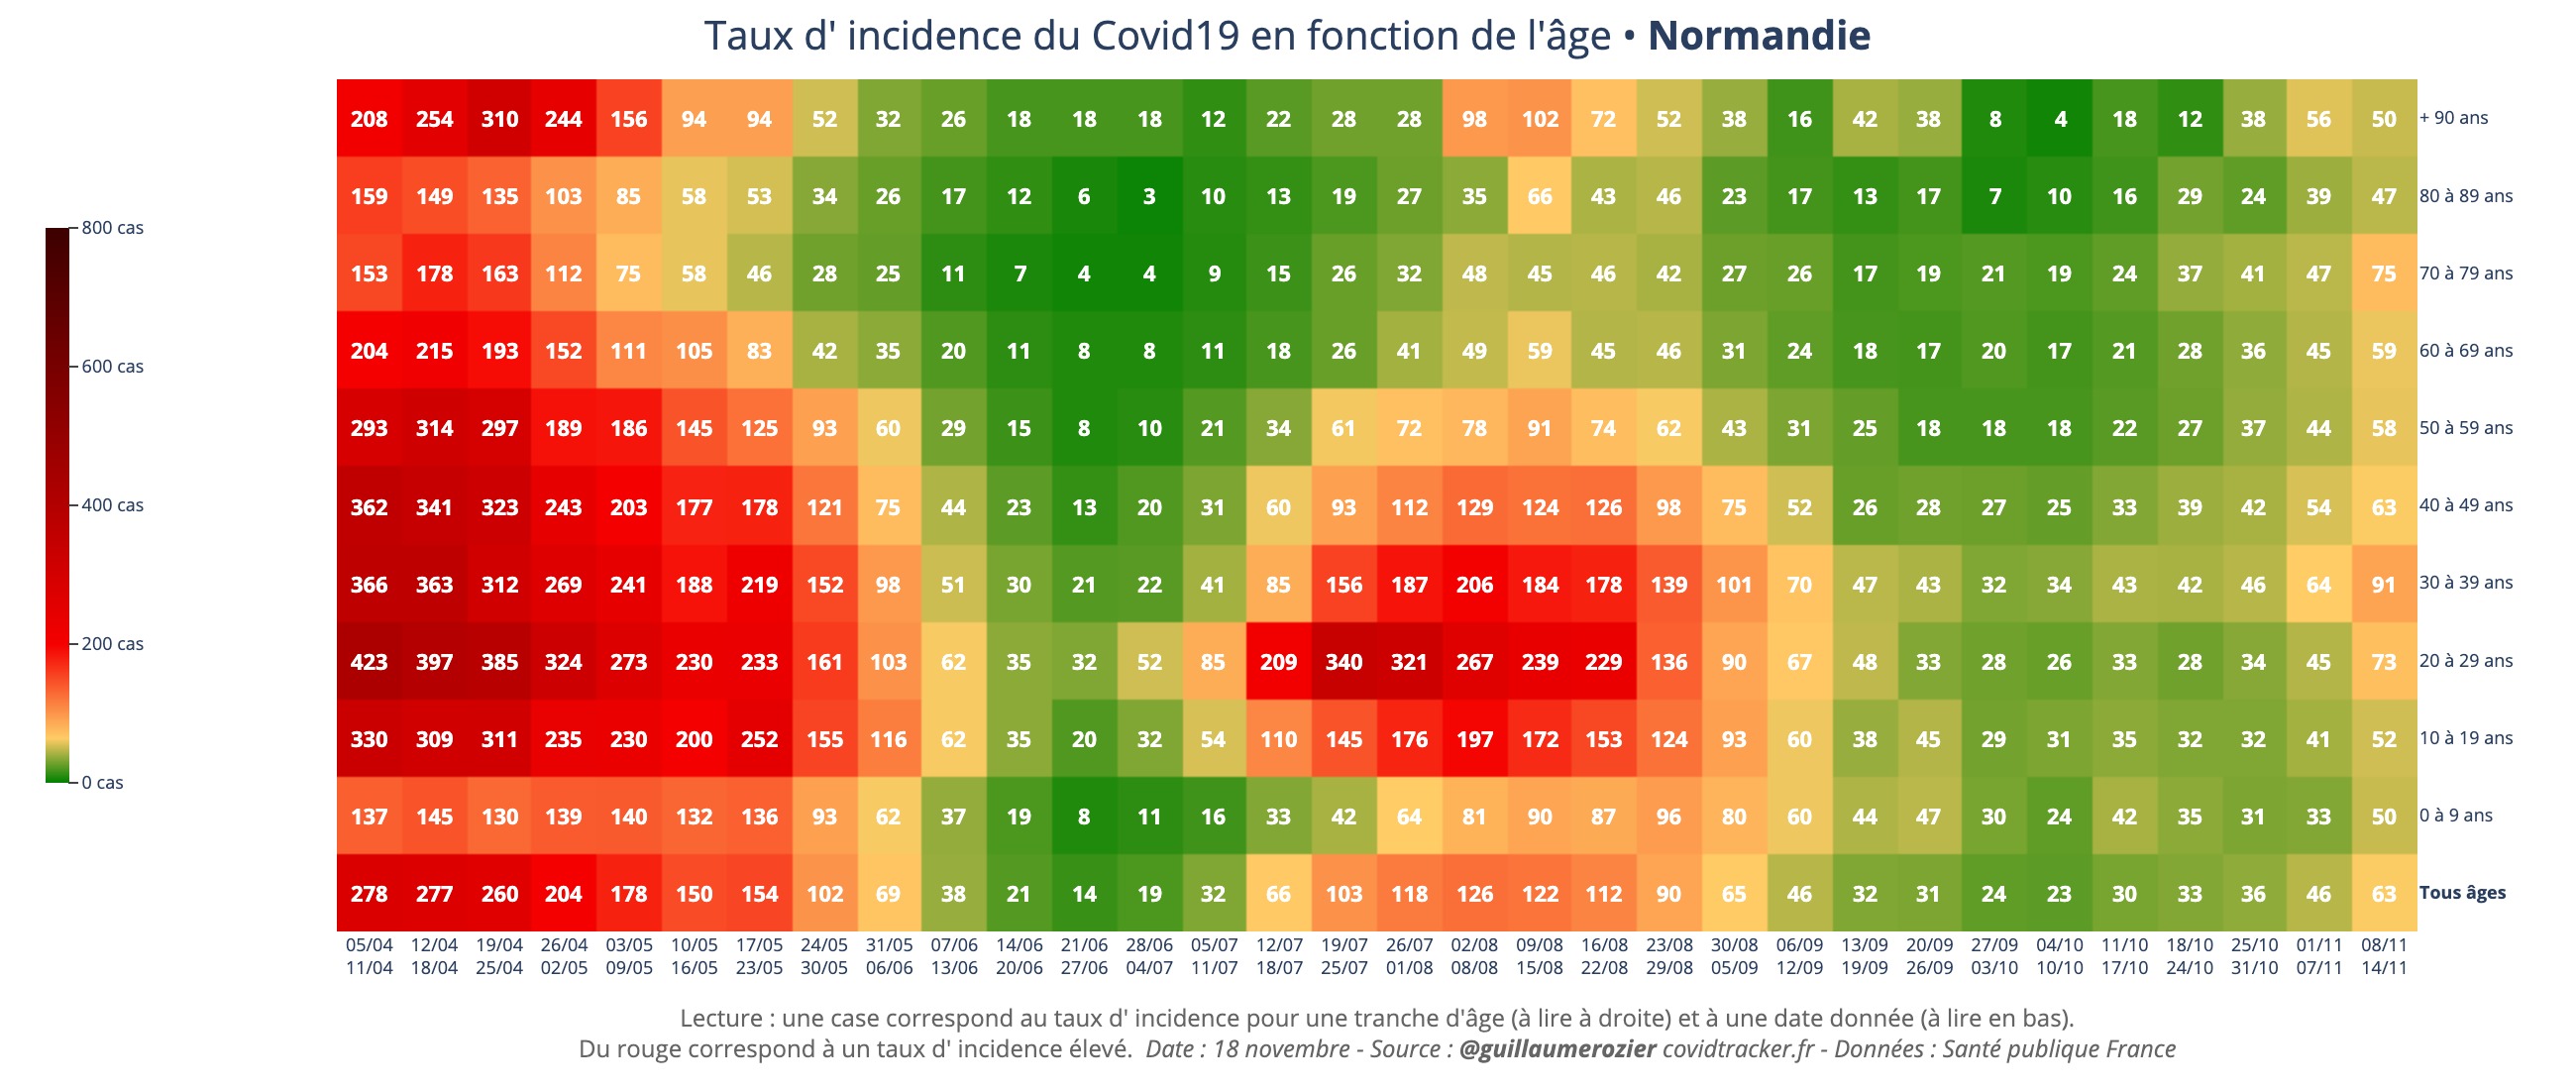 Taux d' incidence du Covid19 en fonction de l'âge • Normandie
800 cas
600 cas
400 cas
200 cas
0 cas
208 254 310 244 156 94 94 52 32 26 18 18 18 12 22 28 28 98 102 72 52 38 16 42 38 8 4 18 12 38 56 50 + 90 ans
159 149 135 103 85 58 53 34 26 17 12 6 3 10 13 19 27 35 66 43 46 23 17 13 17 7 10 16 29 24 39 47 80 à 89 ans
153 178 163 112 75 58 46 28 25 11 7 4 4 9 15 26 32 48 45 46 42 27 26 17 19 21 19 24 37 41 47 75 70 à 79 ans
204 215 193 152 111 105 83 42 35 20 11 8 8 11 18 26 41 49 59 45 46 31 24 18 17 20 17 21 28 36 45 59 60 à 69 ans
293 314 297 189 186 145 125 93 60 29 15 8 10 21 34 61 72 78 91 74 62 43 31 25 18 18 18 22 27 37 44 58 50 à 59 ans
362 341 323 243 203 177 178 121 75 44 23 13 20 31 60 93 112 129 124 126 98 75 52 26 28 27 25 33 39 42 54 63 40 à 49 ans
366 363 312 269 241 188 219 152 98 51 30 21 22 41 85 156 187 206 184 178 139 101 70 47 43 32 34 43 42 46 64 91 30 à 39 ans
423 397 385 324 273 230 233 161 103 62 35 32 52 85 209 340 321 267 239 229 136 90 67 48 33 28 26 33 28 34 45 73 20 à 29 ans
330 309 311 235 230 200 252 155 116 62 35 20 32 54 110 145 176 197 172 153 124 93 60 38 45 29 31 35 32 32 41 52 10 à 19 ans
137 145 130 139 140 132 136 93 62 37 19 8 11 16 33 42 64 81 90 87 96 80 60 44 47 30 24 42 35 31 33 50 0 à 9 ans
278 277 260 204 178 150 154 102 69 38 21 14 19 32 66 103 118 126 122 112 90 65 46 32 31 24 23 30 33 36 46 63 Tous âges
05/04 12/04 19/04 26/04 03/05 10/05 17/05 24/05 31/05 07/06 14/06 21/06 28/06 05/07 12/07 19/07 26/07 02/08 09/08 16/08 23/08 30/08 06/09 13/09 20/09 27/09 04/10 11/10 18/10 25/10 01/11 08/11
11/04 18/04 25/04 02/05 09/05 16/05 23/05 30/05 06/06 13/06 20/06 27/06 04/07 11/07 18/07 25/07 01/08 08/08 15/08 22/08 29/08 05/09 12/09 19/09 26/09 03/10 10/10 17/10 24/10 31/10 07/11 14/11
Lecture : une case correspond au taux d' incidence pour une tranche d'âge (à lire à droite) et à une date donnée (à lire en bas).
Du rouge correspond à un taux d' incidence élevé. Date : 18 novembre - Source : @guillaumerozier covidtracker.fr - Données : Santé publique France